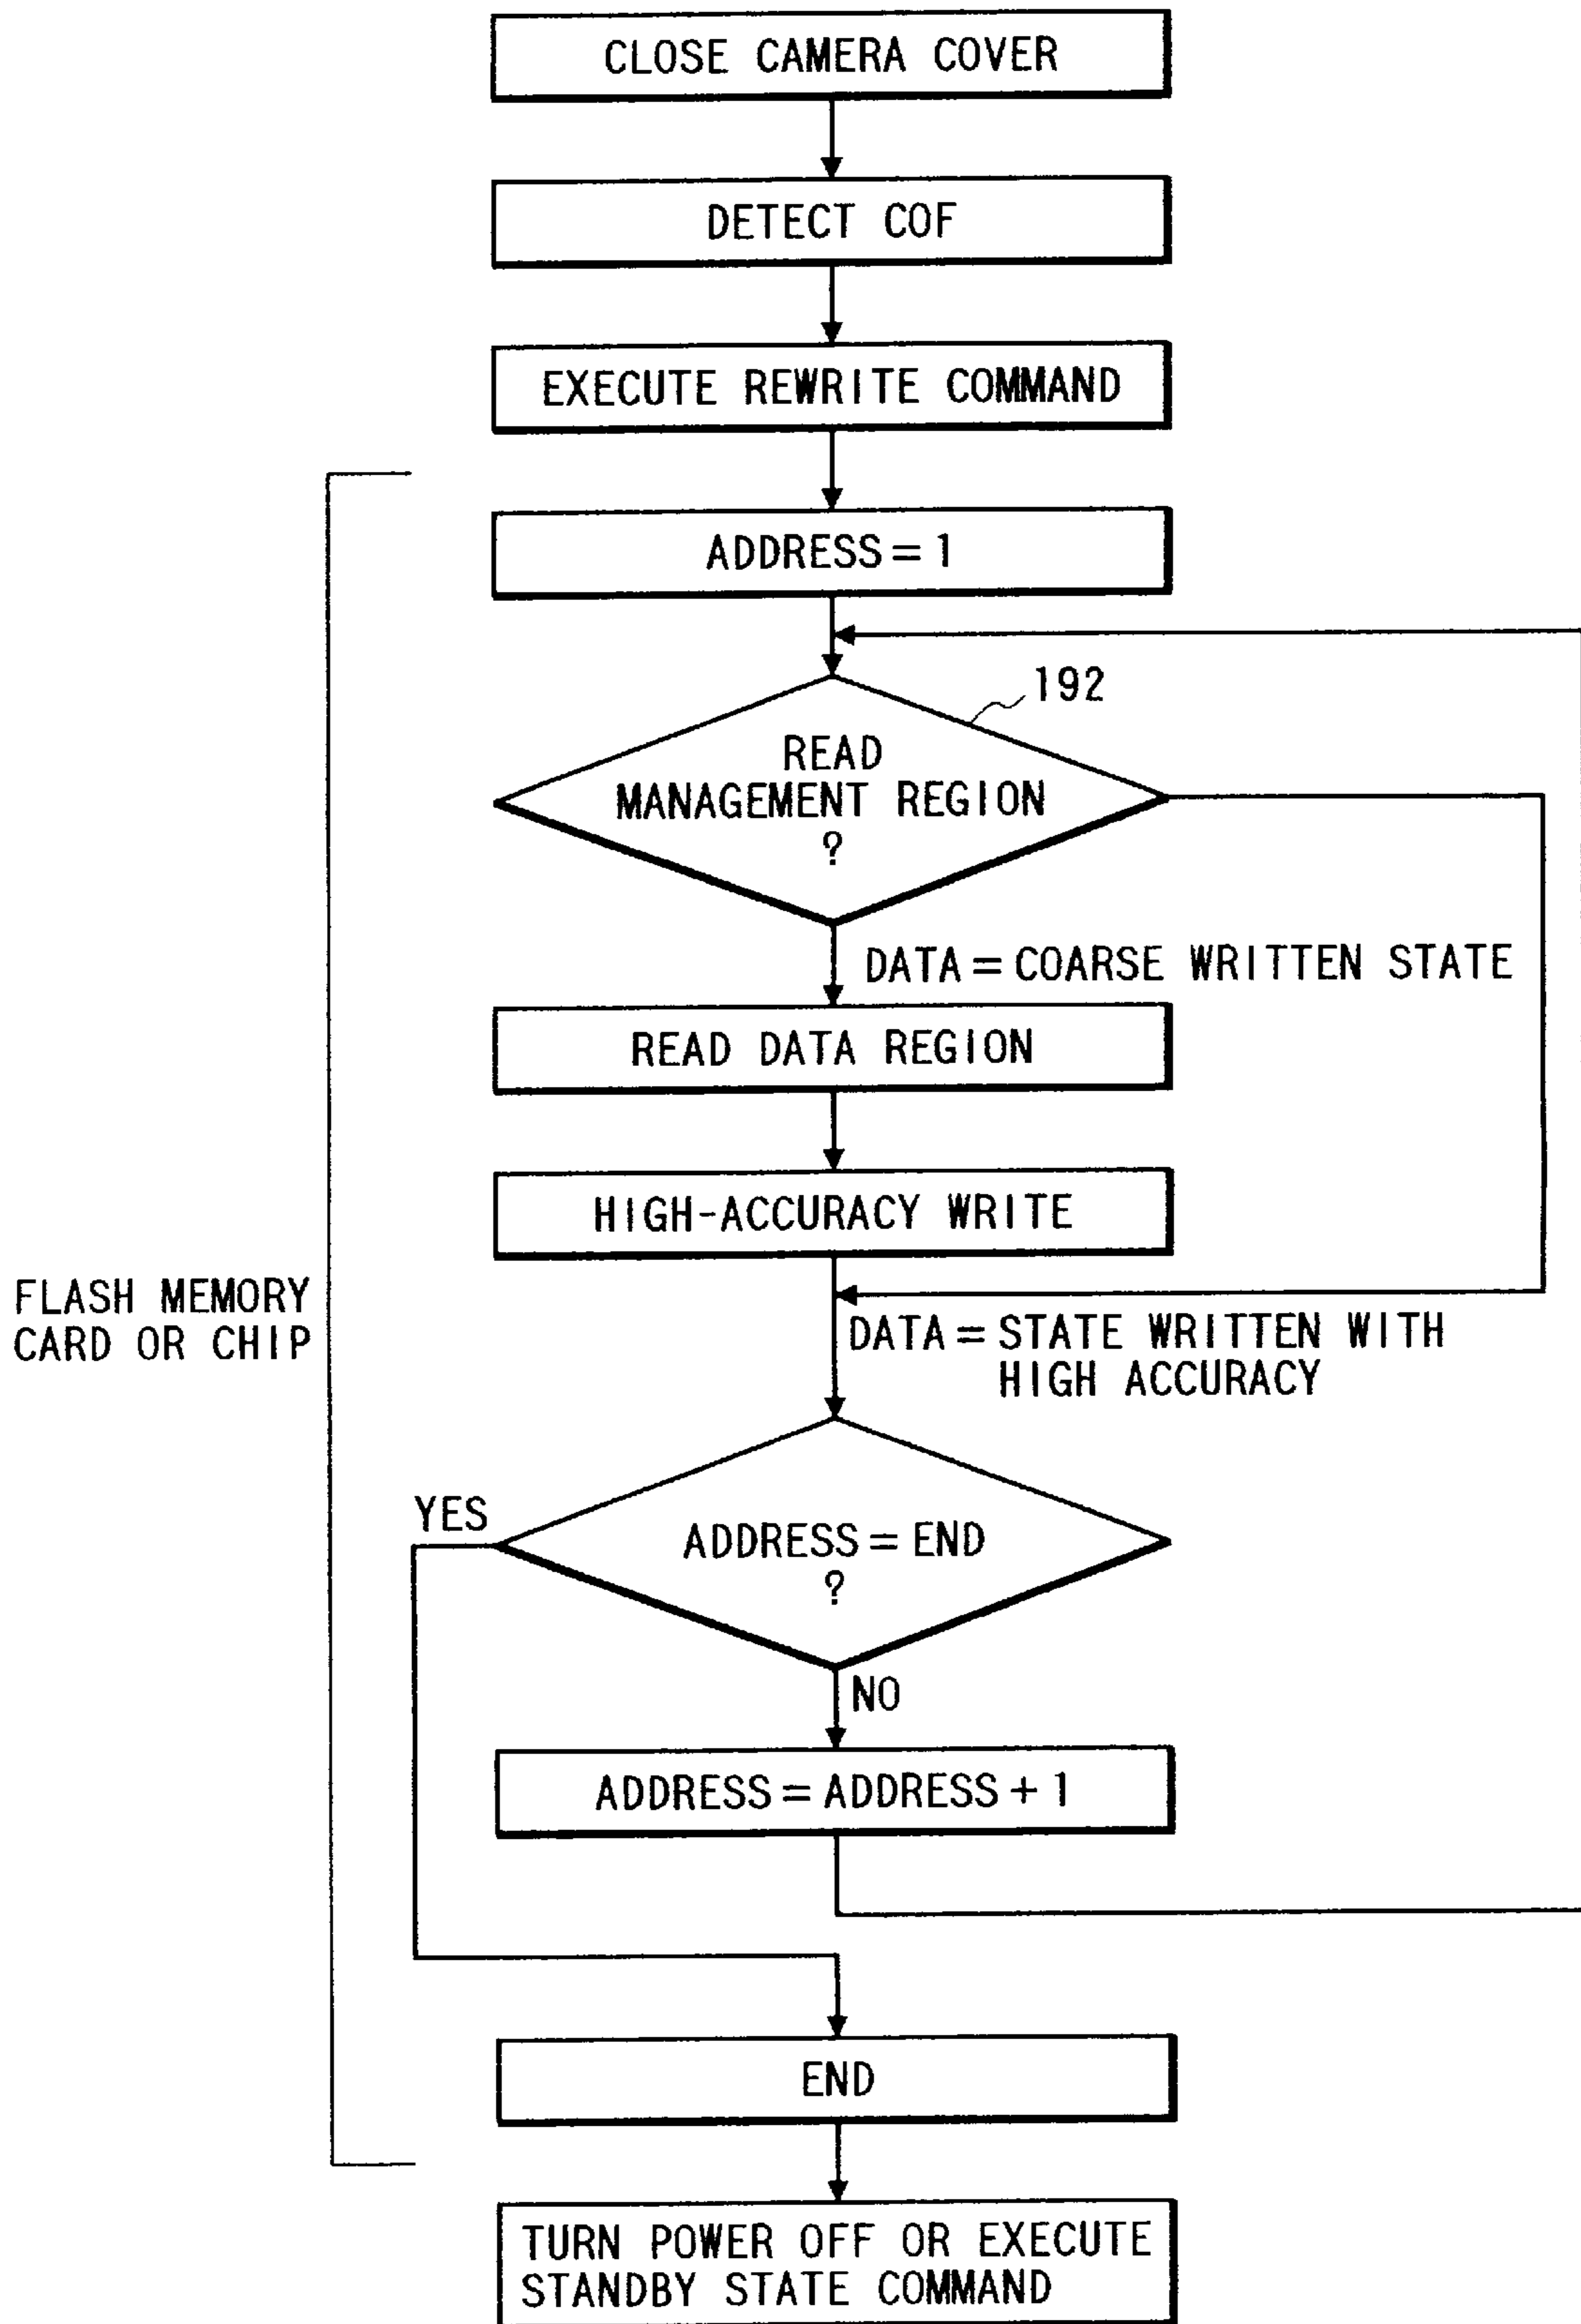 CLOSE CAMERA COVER
DETECT COF
EXECUTE REWRITE COMMAND
ADDRESS = 1
192
READ
MANAGEMENT REGION
?
DATA = COARSE WRITTEN STATE
READ DATA REGION
HIGH-ACCURACY WRITE
FLASH MEMORY
CARD OR CHIP
DATA = STATE WRITTEN WITH
HIGH ACCURACY
YES
ADDRESS = END
?
NO
ADDRESS = ADDRESS + 1
END
TURN POWER OFF OR EXECUTE
STANDBY STATE COMMAND